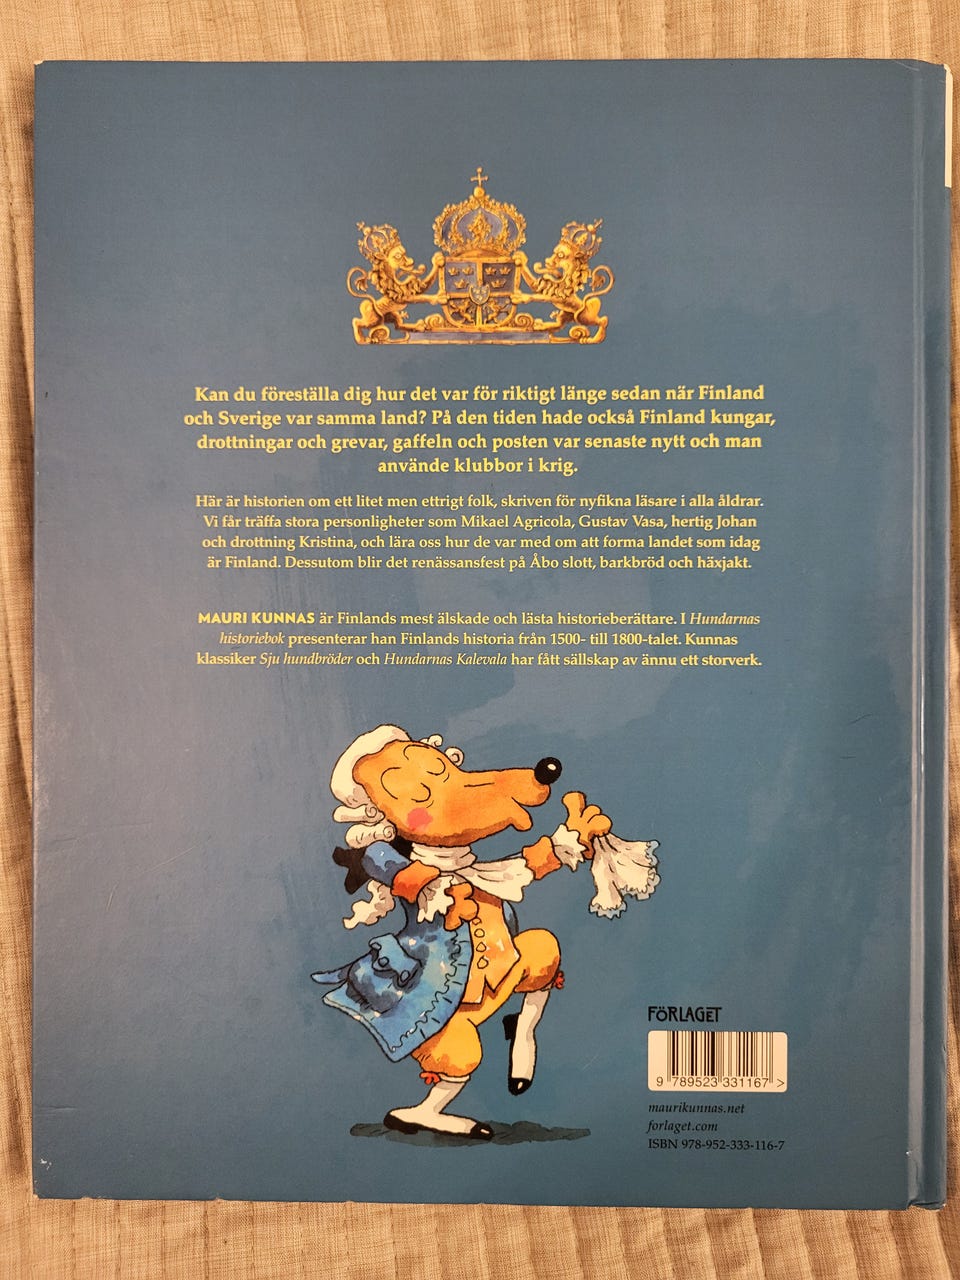 Kan du föreställa dig hur det var för riktigt länge sedan när Finland
och Sverige var samma land? På den tiden hade också Finland kungar,
drottningar och grevar, gaffeln och posten var senaste nytt och man
använde klubbor i krig.
Här är historien om ett litet men ettrigt folk, skriven för nyfikna läsare i alla åldrar.
Vi får träffa stora personligheter som Mikael Agricola, Gustav Vasa, hertig Johan
och drottning Kristina, och lära oss hur de var med om att forma landet som idag
är Finland. Dessutom blir det renässansfest på Åbo slott, barkbröd och häxjakt.
MAURI KUNNAS är Finlands mest älskade och lästa historieberättare. I Hundarnas
historiebok presenterar han Finlands historia från 1500- till 1800-talet. Kunnas
klassiker Sju hundbröder och Hundarnas Kalevala har fått sällskap av ännu ett storverk.
FÖRLAGET
9 789523 331167 >
maurikunnas.net
forlaget.com
ISBN 978-952-333-116-7